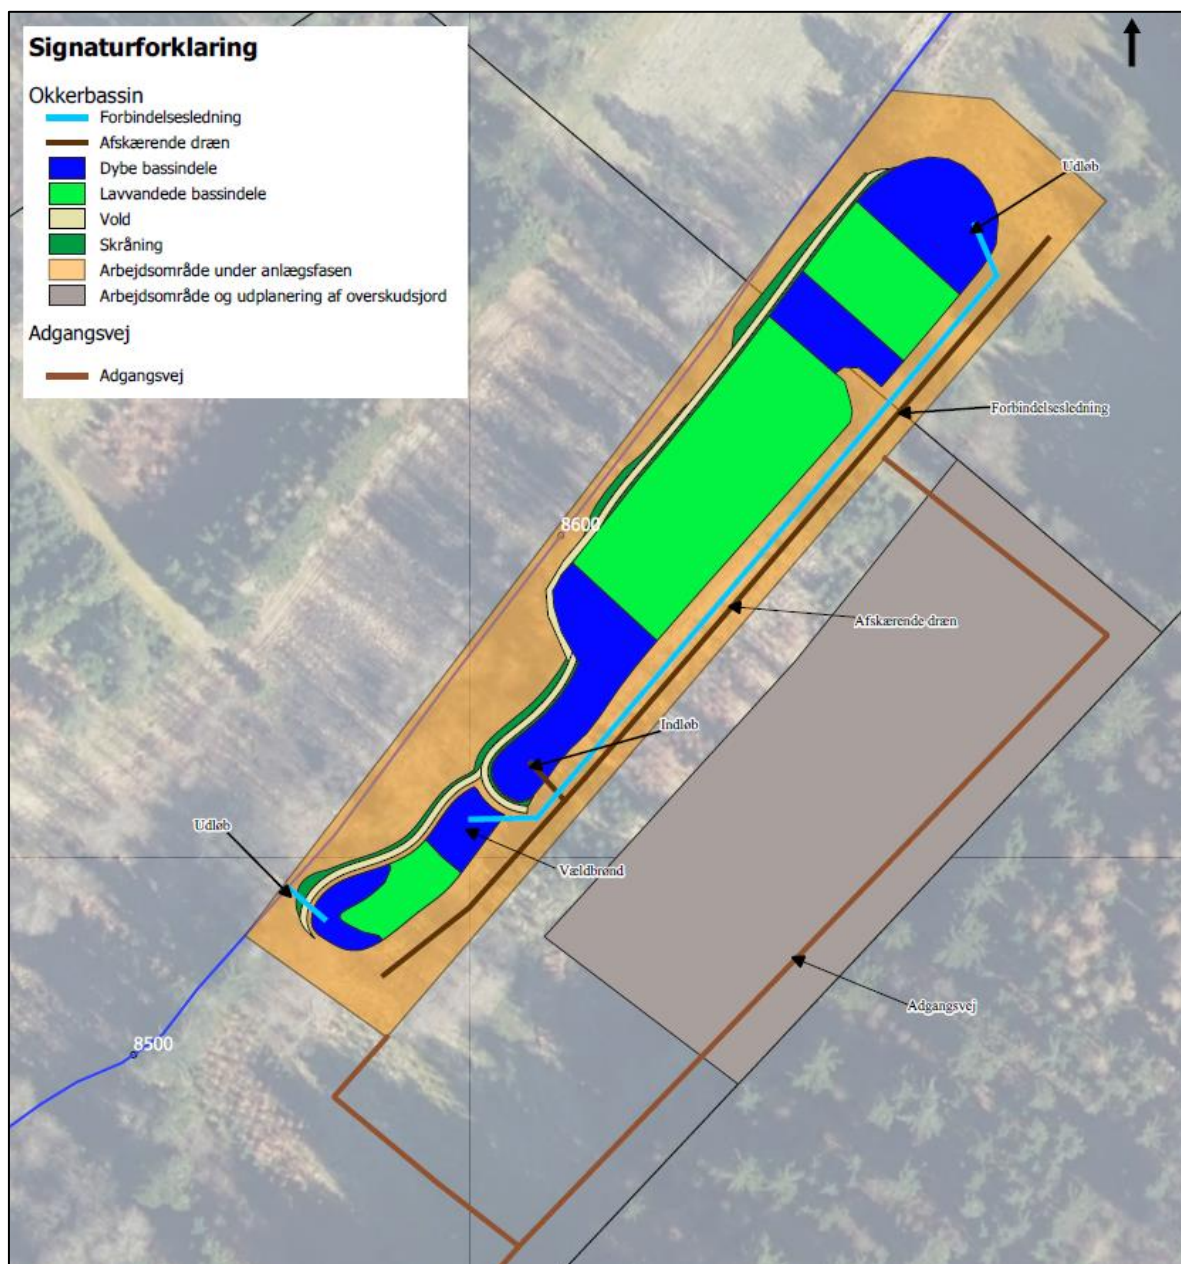 Signaturforklaring
Okkerbassin
Forbindelsesledning
Afskærende dræn
Dybe bassindele
Lavvandede bassindele
Vold
Skråning
Arbejdsområde under anlægsfasen
Arbejdsområde og udplanering af overskudsjord
Adgangsvej
Adgangsvej
Udløb
Forbindelsesledning
8600
Afskærende dræn
Indløb
Udløb
Vældbrønd
Adgangsvej
8500